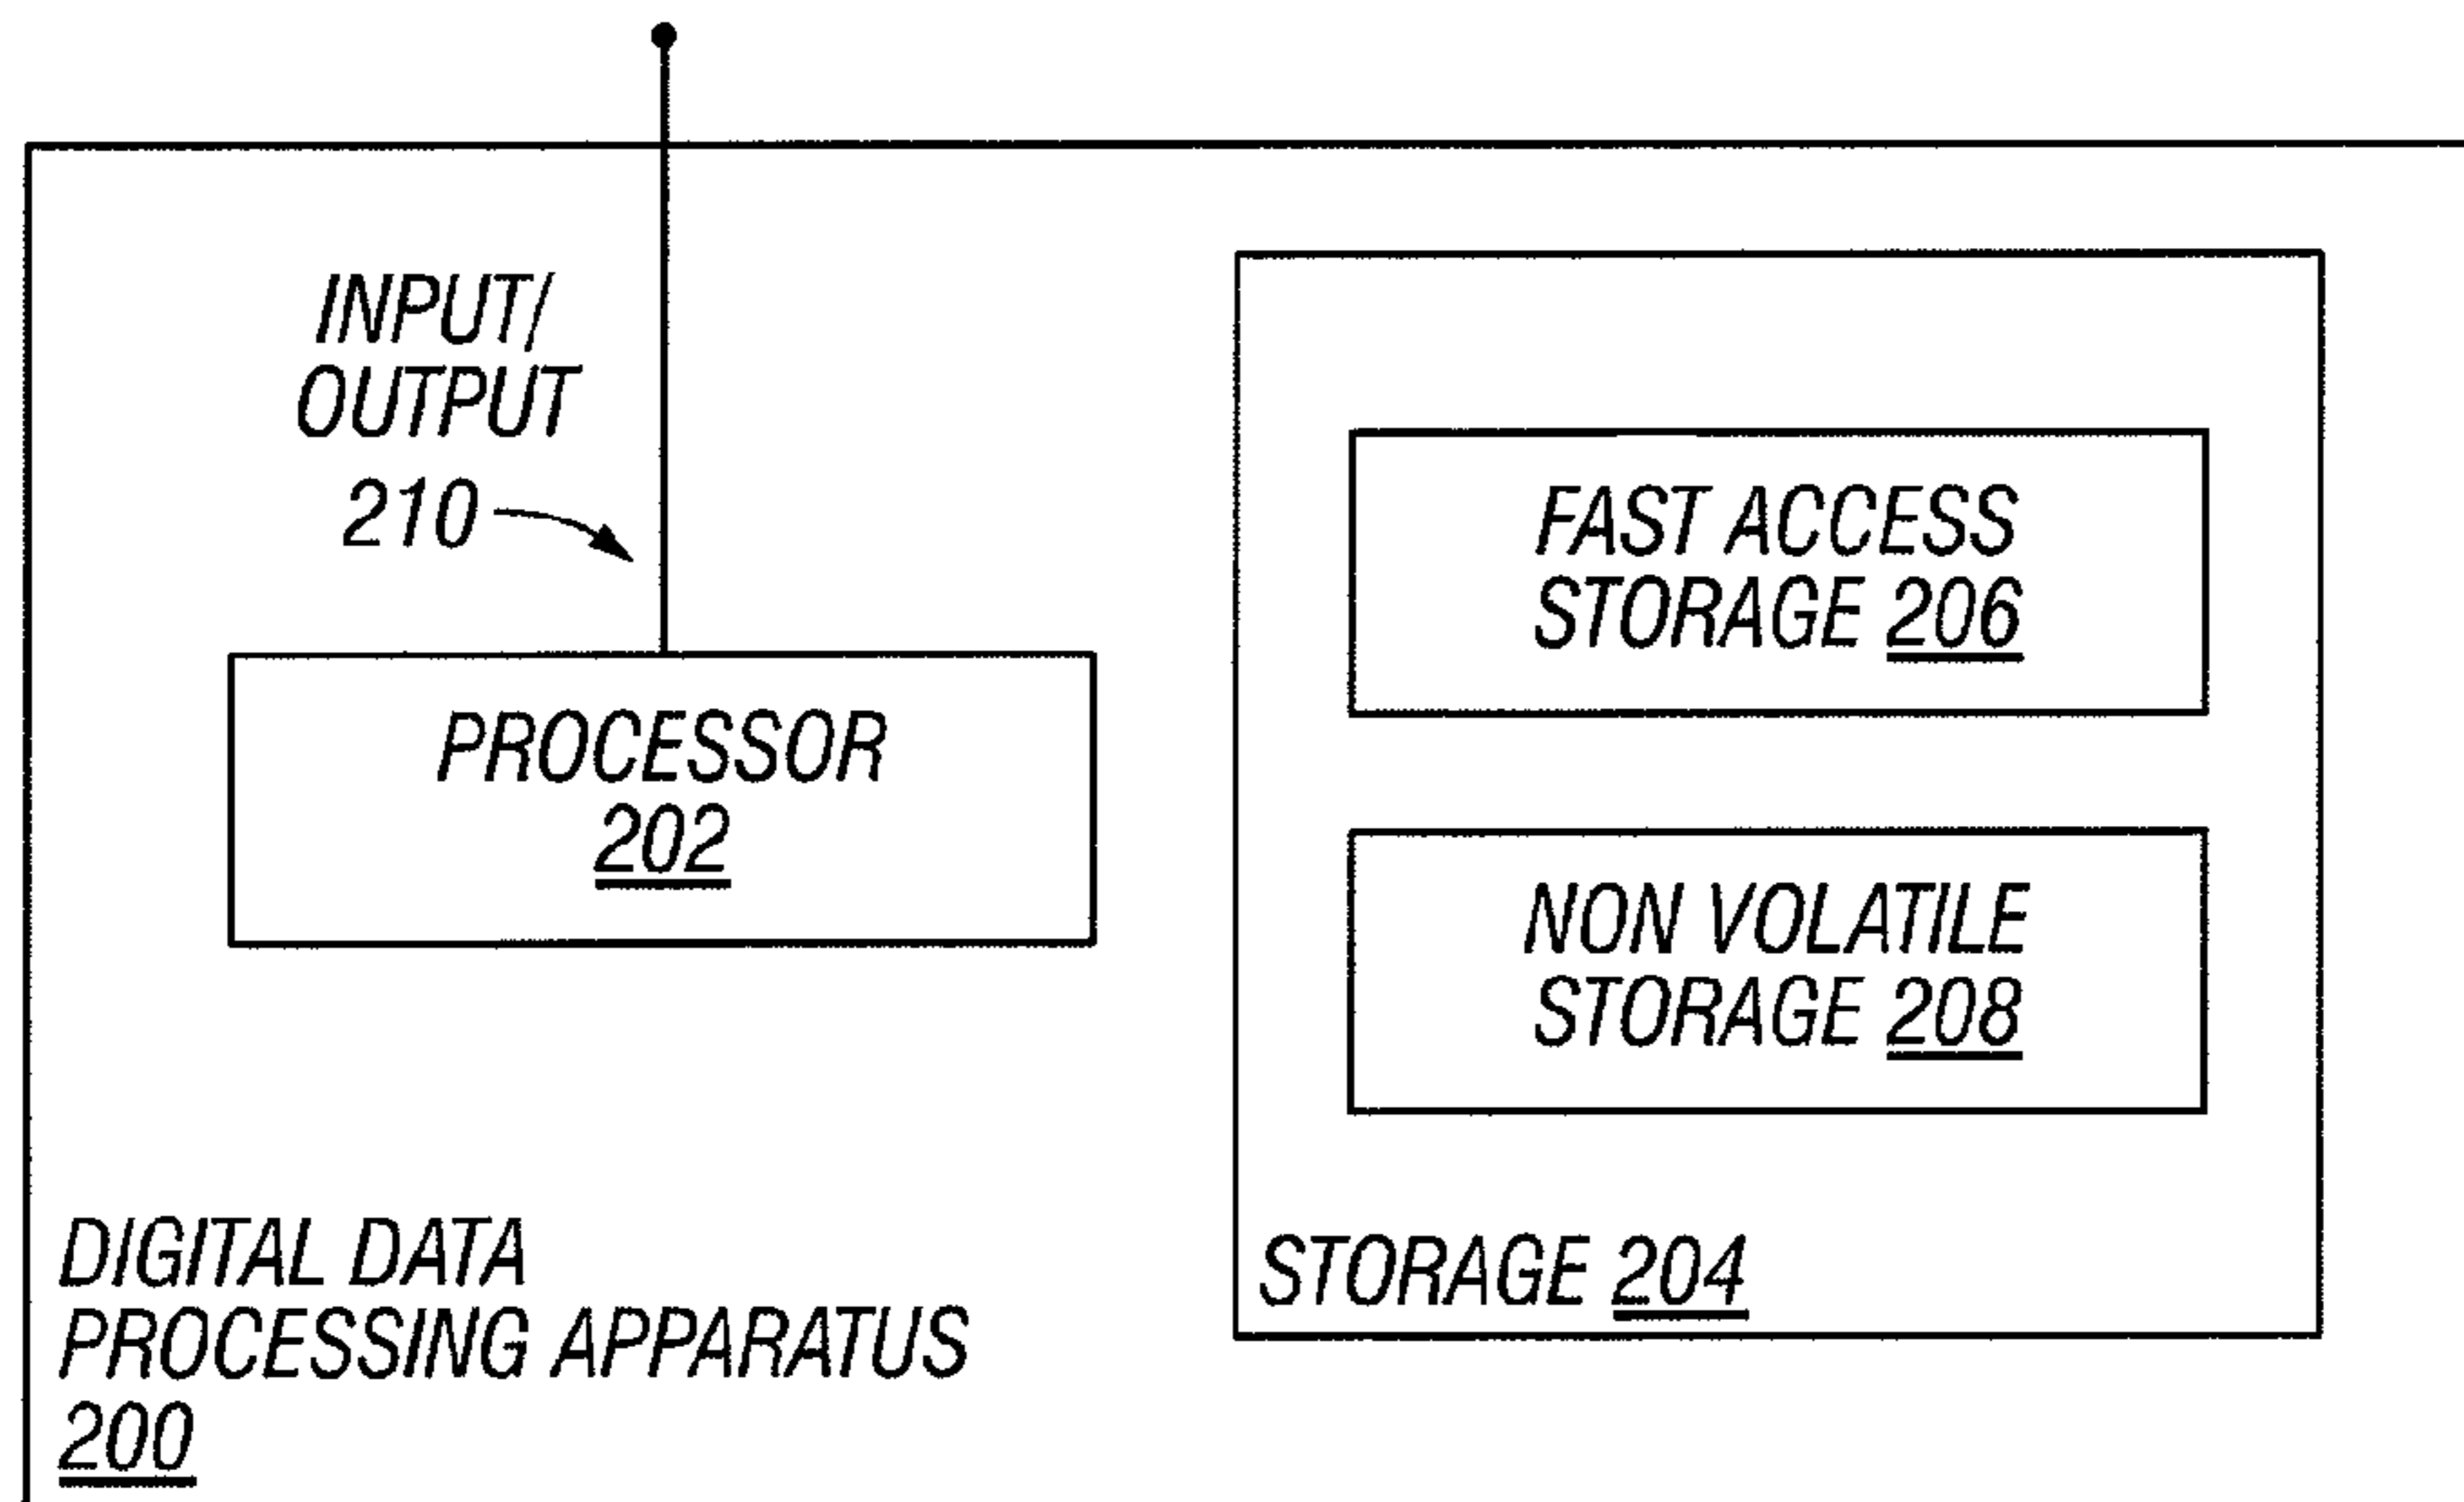 INPUT/
OUTPUT
210
FAST ACCESS
STORAGE 206
PROCESSOR
202
NON VOLATILE
STORAGE 208
STORAGE 204
DIGITAL DATA
PROCESSING APPARATUS
200